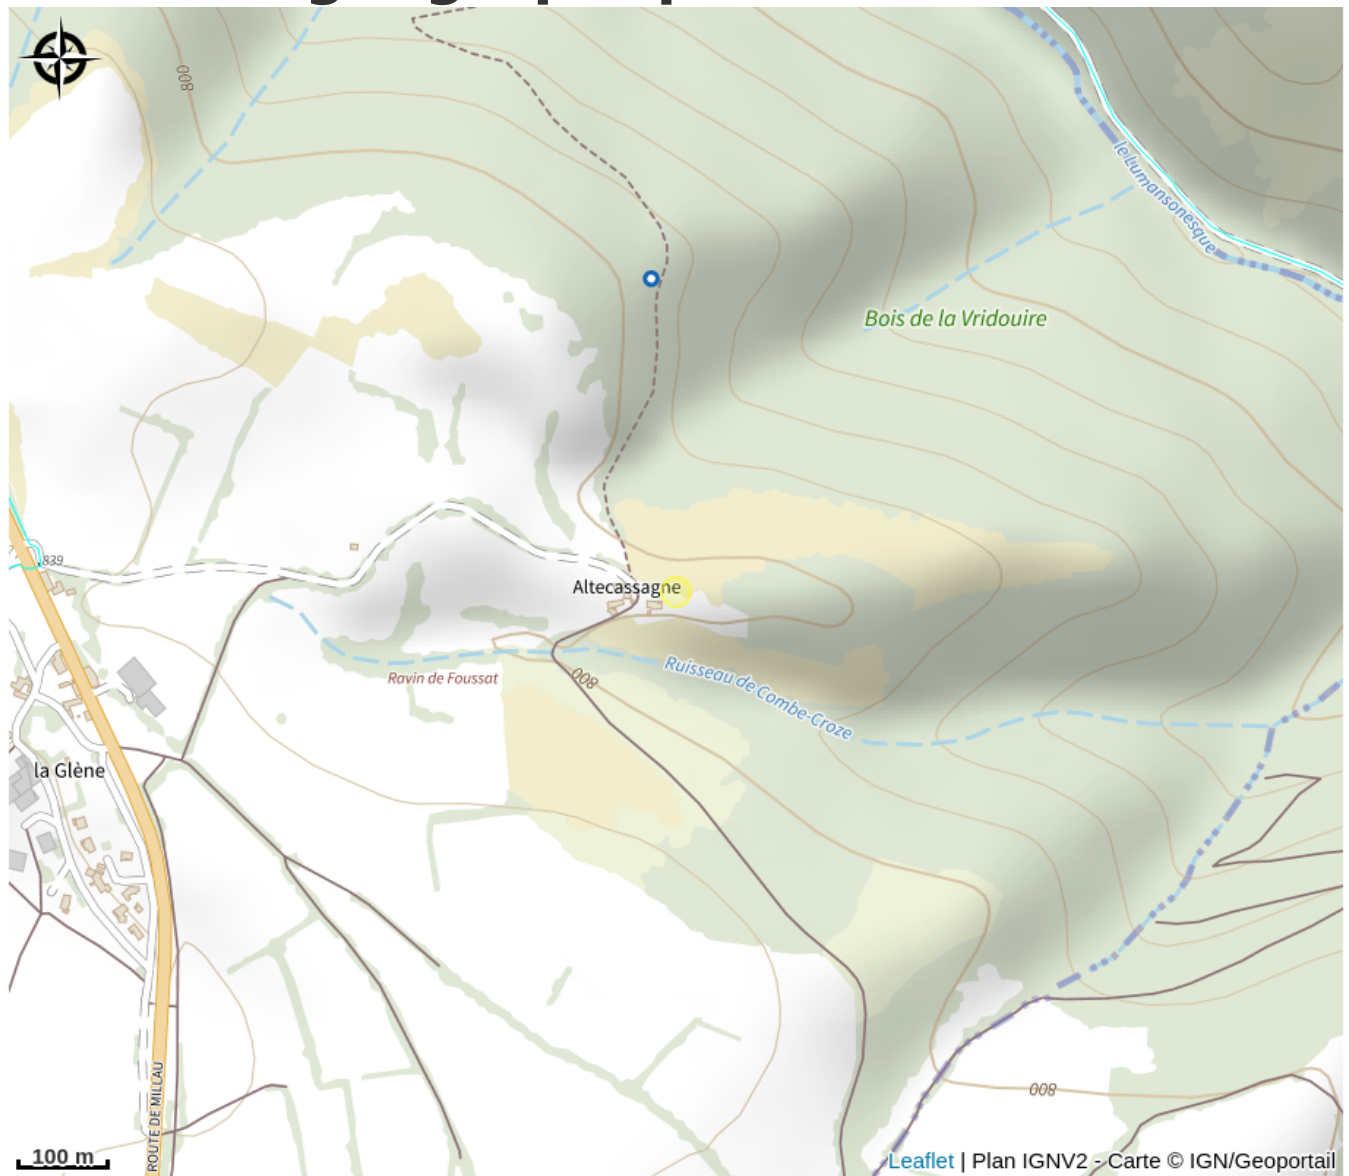 800
le Lumansonesque
Bois de la Vridouire
839
Altecassagne
Ravin de Foussat
800
Ruisseau de Combe-Croze
la Glène
ROUTE DE MILLAU
800
100 m
Leaflet | Plan IGNV2 - Carte © IGN/Geoportail